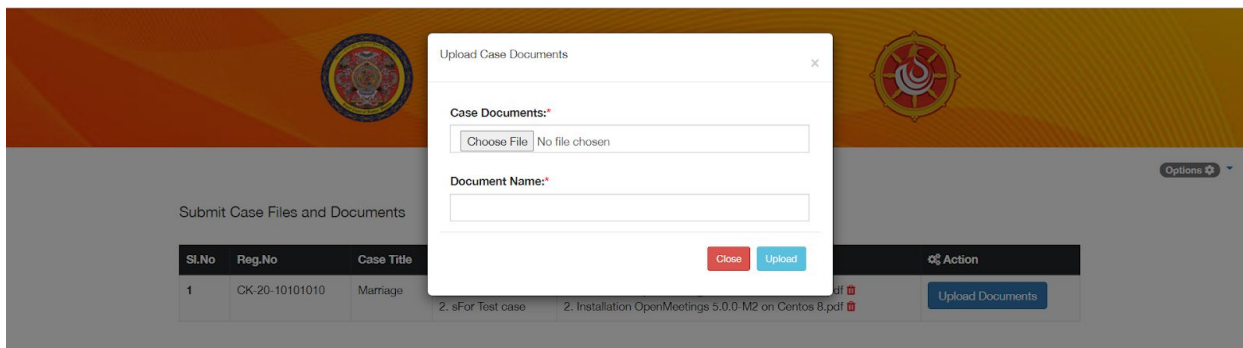 Upload Case Documents
×
Case Documents:*
Choose File No file chosen
Document Name:*
Close Upload
Options
Submit Case Files and Documents
Sl.No Reg.No Case Title Action
1 CK-20-10101010 Marriage df Upload Documents
2. sFor Test case 2. Installation OpenMeetings 5.0.0-M2 on Centos 8.pdf